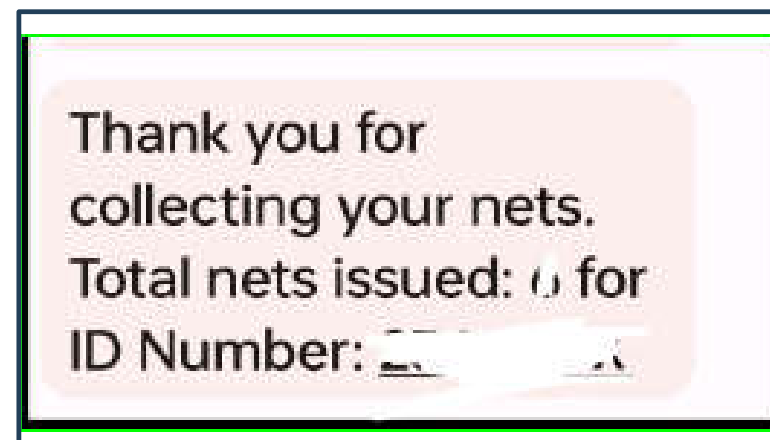 Thank you for
collecting your nets.
Total nets issued: for
ID Number: